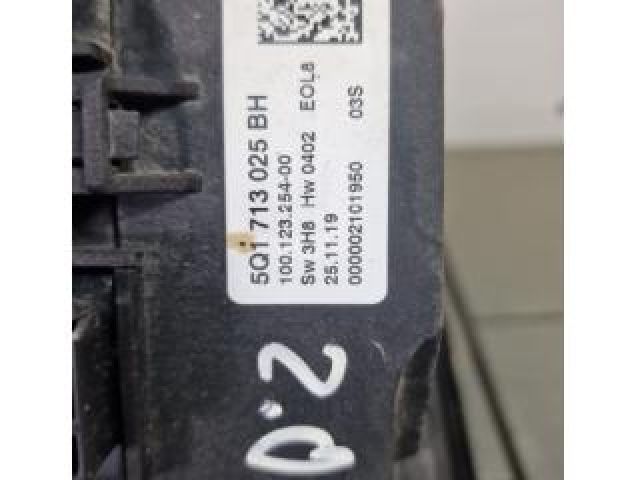 5Q1 713 025 BH
100.123.254-00
Sw 3H8 Hw 0402 EOL8
25.11.19
000002101950 03S
2.0